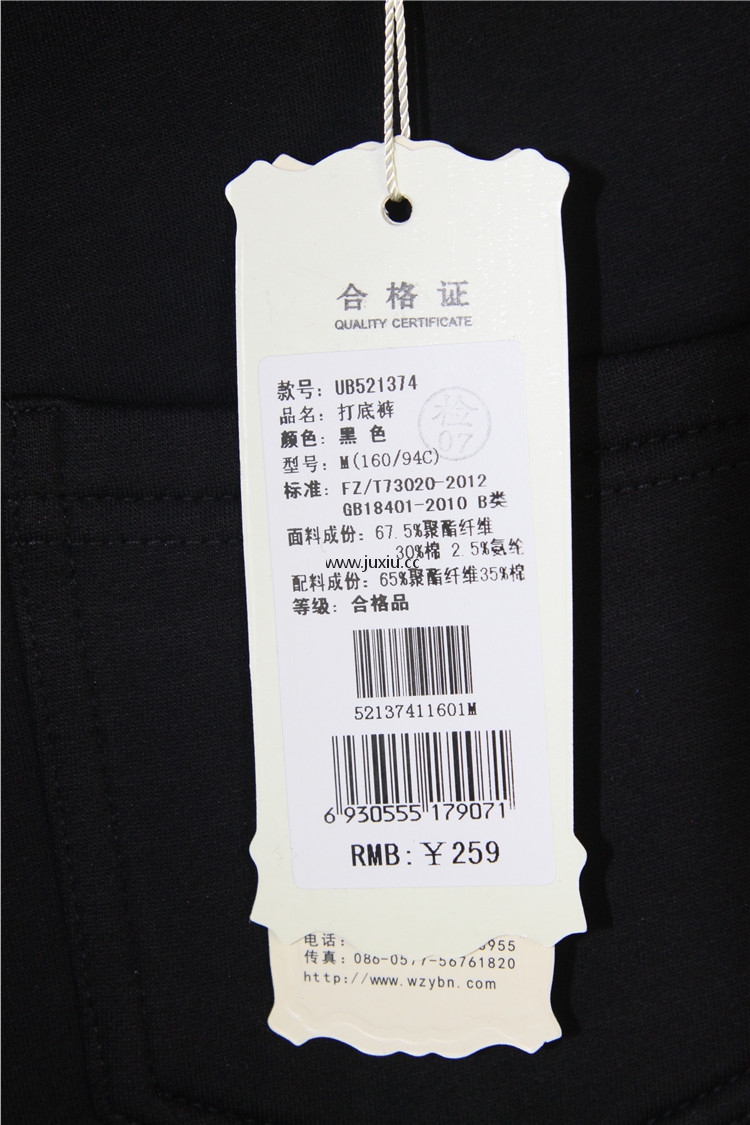 合格证
QUALITY CERTIFICATE
款号: UB521374
品名: 打底裤
检
07
颜色: 黑 色
型号: M(160/94C)
标准: FZ/T73020-2012
GB18401-2010 B类
面料成份: 67.5%聚酯纤维
30%棉 2.5%氨纶
www.juxiu.cc
配料成份: 65%聚酯纤维35%棉
等级: 合格品
52137411601M
6 930555 179071
RMB: ¥259
电话: 955
传真: 086-0577-56761820
http://www.wzybn.com